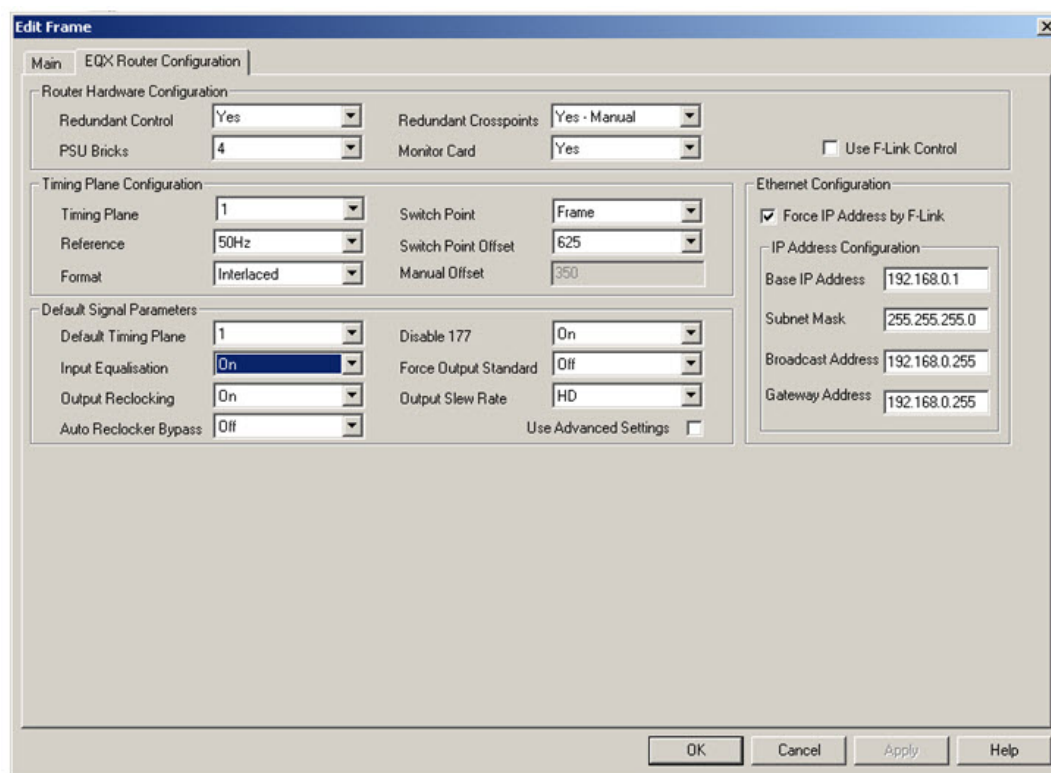 Edit Frame
Main EQX Router Configuration
Router Hardware Configuration
Redundant Control Yes Redundant Crosspoints Yes - Manual
PSU Bricks 4 Monitor Card Yes Use F-Link Control
Timing Plane Configuration Ethernet Configuration
Timing Plane 1 Switch Point Frame Force IP Address by F-Link
Reference 50Hz Switch Point Offset 625 IP Address Configuration
Format Interlaced Manual Offset 350 Base IP Address 192.168.0.1
Default Signal Parameters Subnet Mask 255.255.255.0
Default Timing Plane 1 Disable 177 On
Input Equalisation On Force Output Standard Off Broadcast Address 192.168.0.255
Output Reclocking On Output Slew Rate HD Gateway Address 192.168.0.255
Auto Reclocker Bypass Off Use Advanced Settings
OK Cancel Apply Help